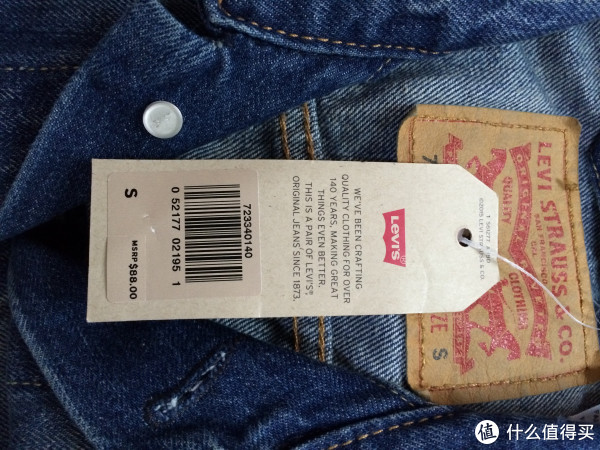 LEVI'S
WE'VE BEEN CRAFTING
QUALITY CLOTHING FOR OVER
140 YEARS, MAKING GREAT
THINGS EVEN BETTER.
THIS IS A PAIR OF LEVI'S®
ORIGINAL JEANS SINCE 1873.
723340140
0 52177 02195 1
MSRP $88.00
S
LEVI STRAUSS & CO.
QUALITY
CLOTHING
S
值 什么值得买